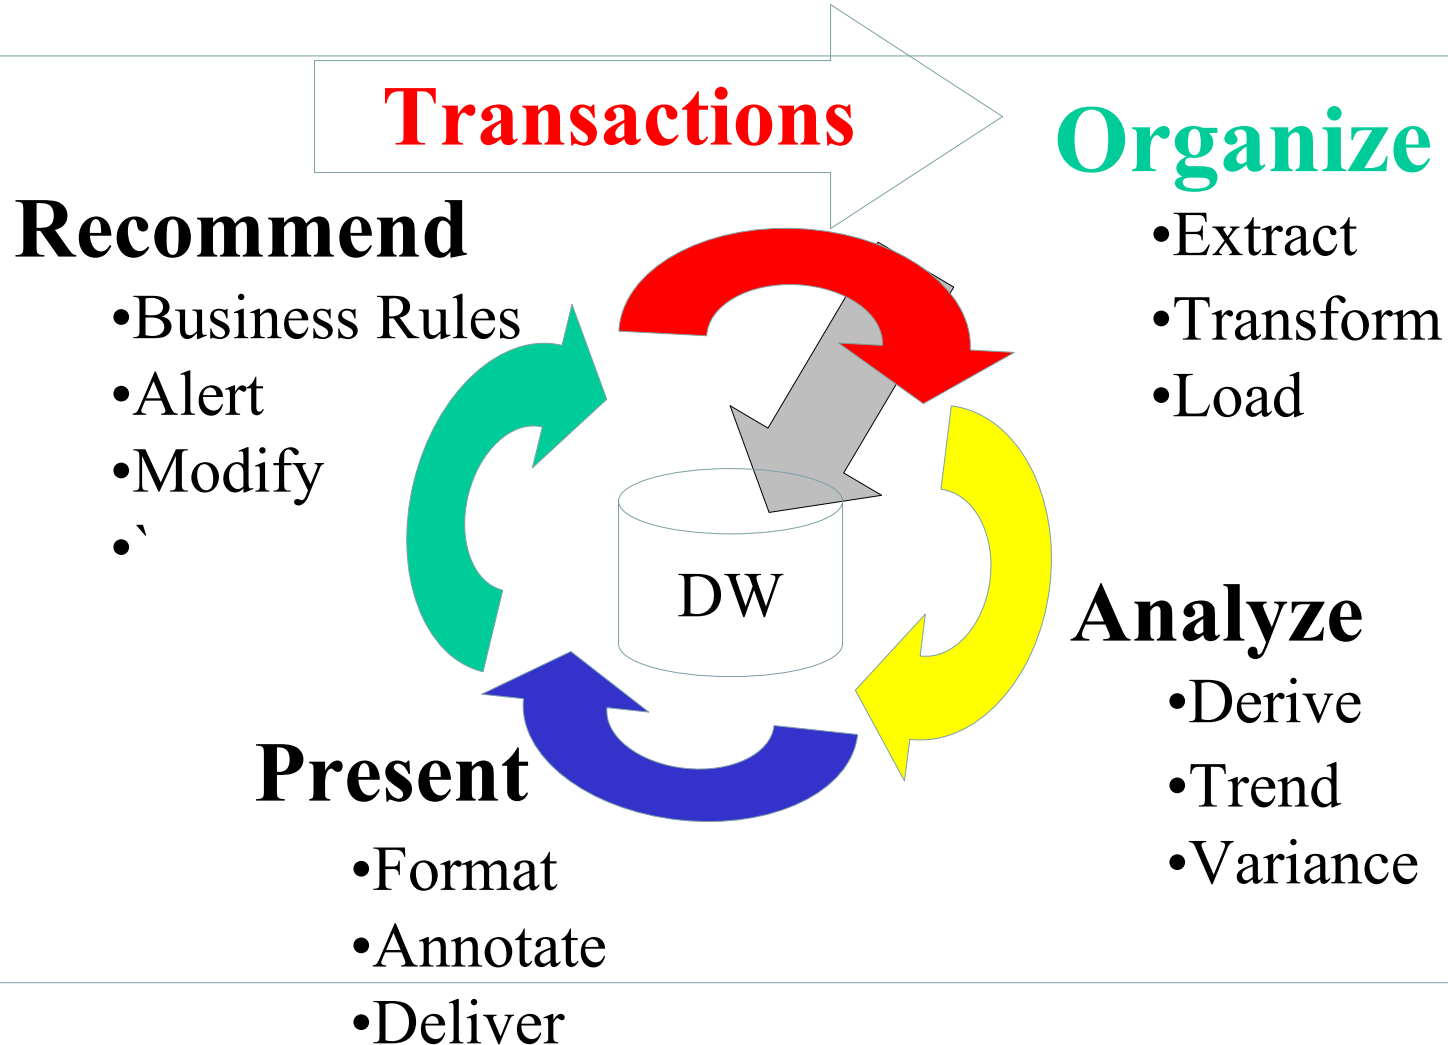 Transactions
Organize
•Extract
•Transform
•Load
Recommend
•Business Rules
•Alert
•Modify
•`
DW
Analyze
•Derive
•Trend
•Variance
Present
•Format
•Annotate
•Deliver